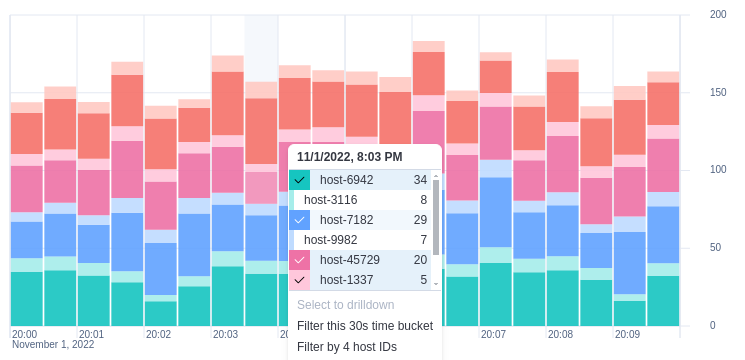 200
150
100
50
0
11/1/2022, 8:03 PM
host-6942 34
host-3116 8
host-7182 29
host-9982 7
host-45729 20
host-1337 5
Select to drilldown
Filter this 30s time bucket
Filter by 4 host IDs
20:00 20:01 20:02 20:03 20:07 20:08 20:09
November 1, 2022